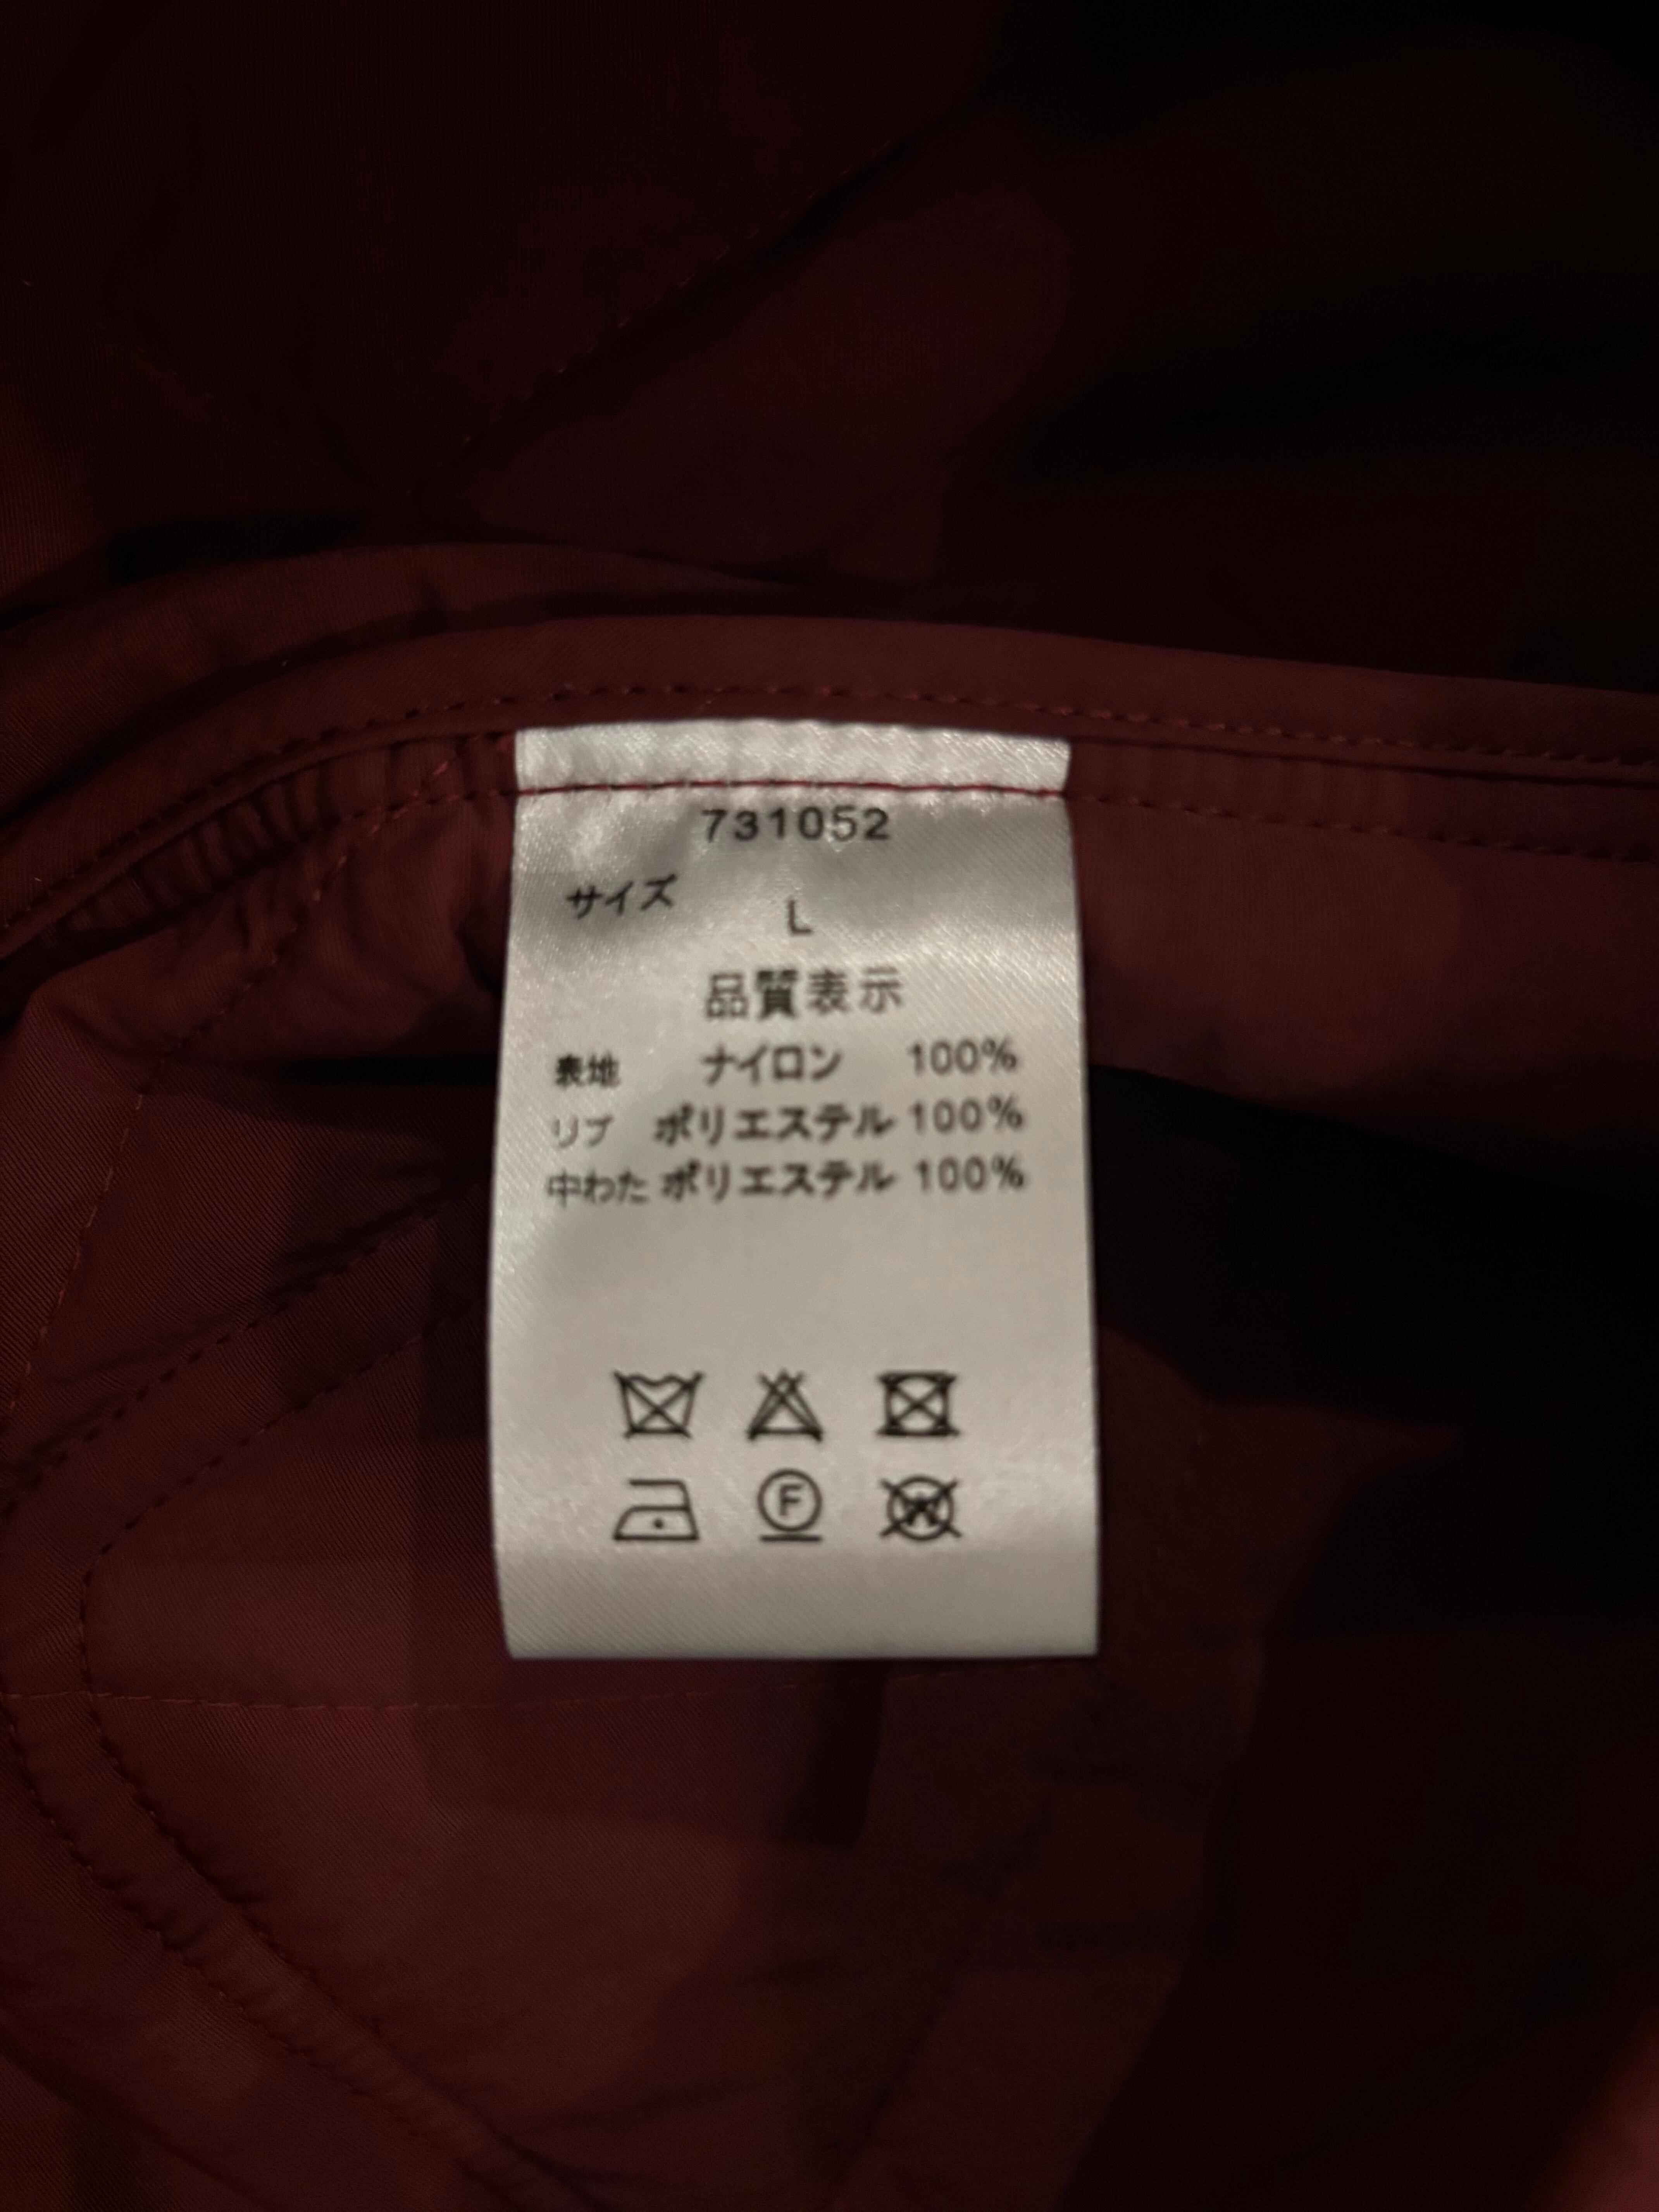 731052
サイズ L
品質表示
表地 ナイロン 100%
リブ ポリエステル 100%
中わた ポリエステル 100%
F W